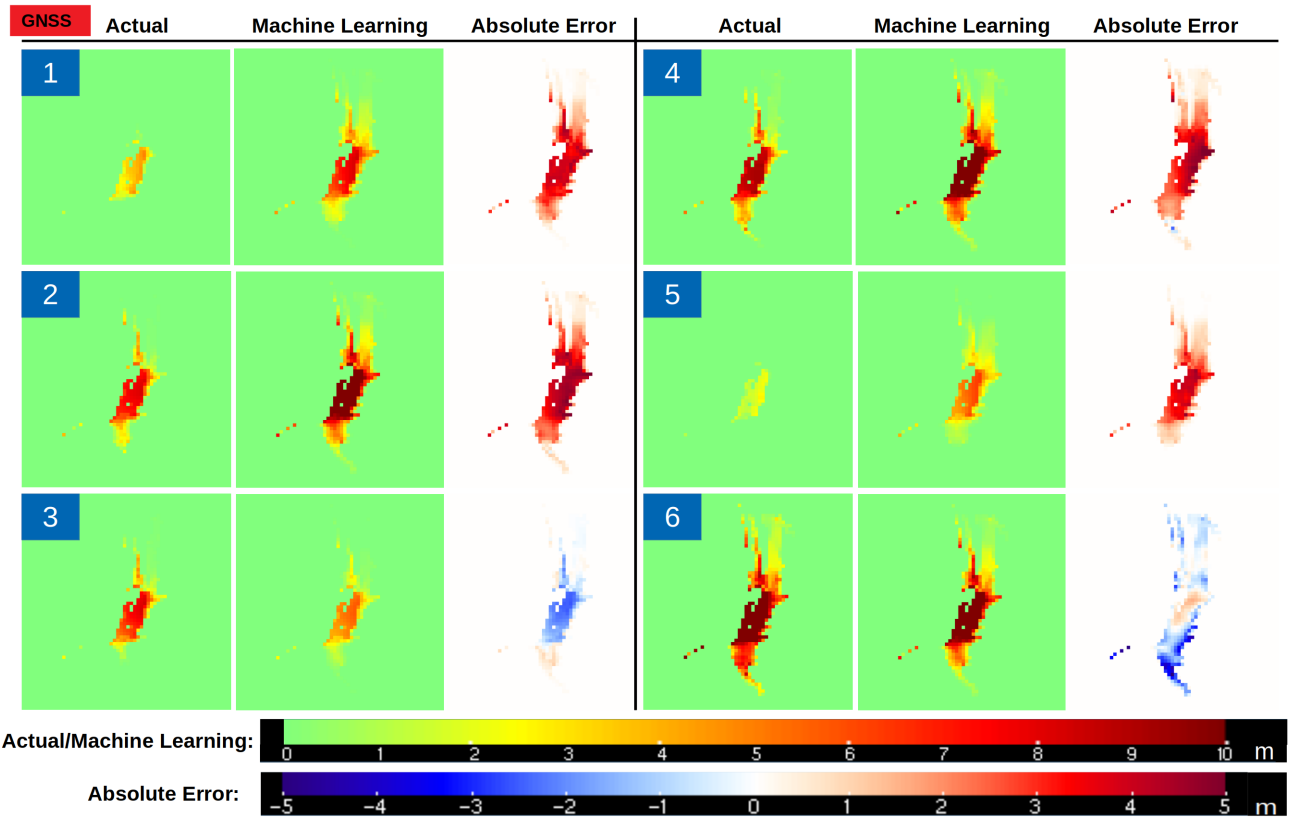 GNSS Actual Machine Learning Absolute Error Actual Machine Learning Absolute Error
1 4
2 5
3 6
Actual/Machine Learning: 0 1 2 3 4 5 6 7 8 9 10 m
Absolute Error: -5 -4 -3 -2 -1 0 1 2 3 4 5 m